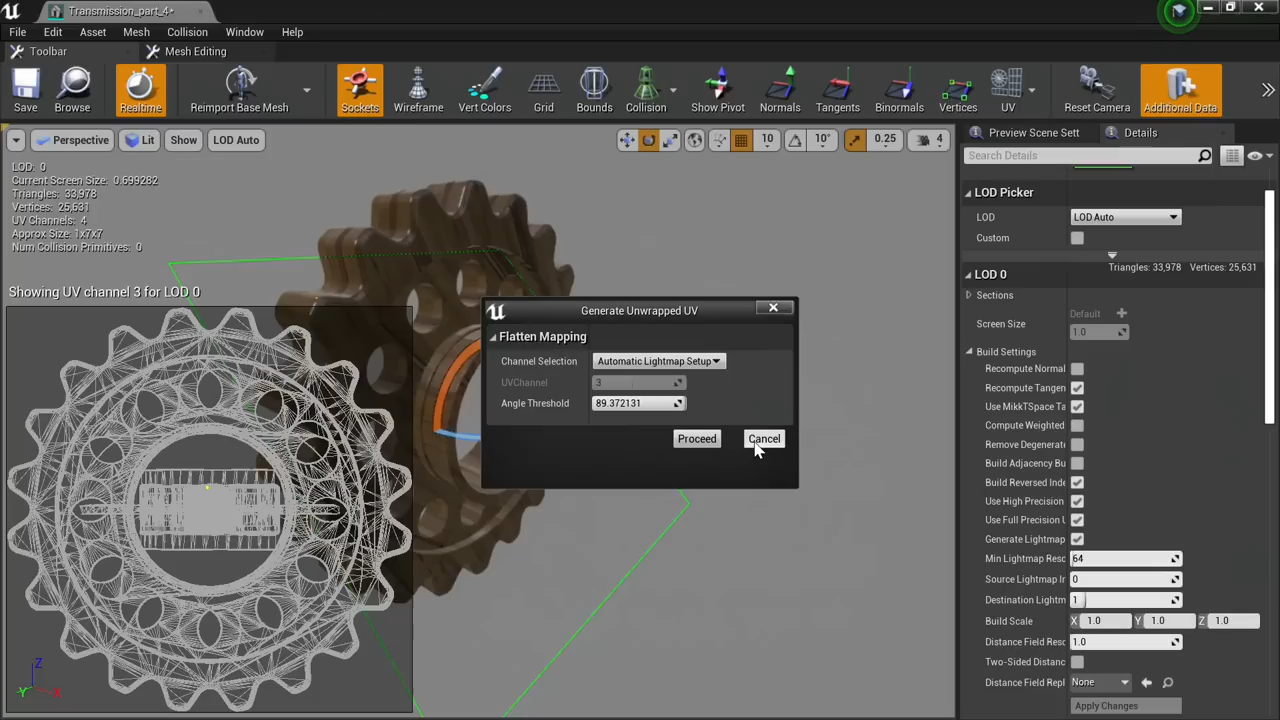 Transmission_part_4*
File Edit Asset Mesh Collision Window Help
Toolbar Mesh Editing
Save Browse Realtime Reimport Base Mesh Sockets Wireframe Vert Colors Grid Bounds Collision Show Pivot Normals Tangents Binormals Vertices UV Reset Camera Additional Data
Perspective Lit Show LOD Auto 10 10° 0.25 4
Preview Scene Sett Details
Search Details
LOD: 0
Current Screen Size: 0.699282
Triangles: 33,978
Vertices: 25,631
UV Channels: 4
Approx Size: 1x7x7
Num Collision Primitives: 0
Showing UV channel 3 for LOD 0
Z
Y X
Generate Unwrapped UV
Flatten Mapping
Channel Selection Automatic Lightmap Setup
UVChannel 3
Angle Threshold 89.372131
Proceed Cancel
LOD Picker
LOD LOD Auto
Custom
Triangles: 33,978 Vertices: 25,631
LOD 0
Sections
Default
Screen Size 1.0
Build Settings
Recompute Normal
Recompute Tangen
Use MikkTSpace Ta
Compute Weighted
Remove Degenerate
Build Adjacency Bu
Build Reversed Inde
Use High Precision
Use Full Precision U
Generate Lightmap
Min Lightmap Resc 64
Source Lightmap In 0
Destination Lightm 1
Build Scale X 1.0 Y 1.0 Z 1.0
Distance Field Resc 1.0
Two-Sided Distanc
Distance Field Repl None
Apply Changes